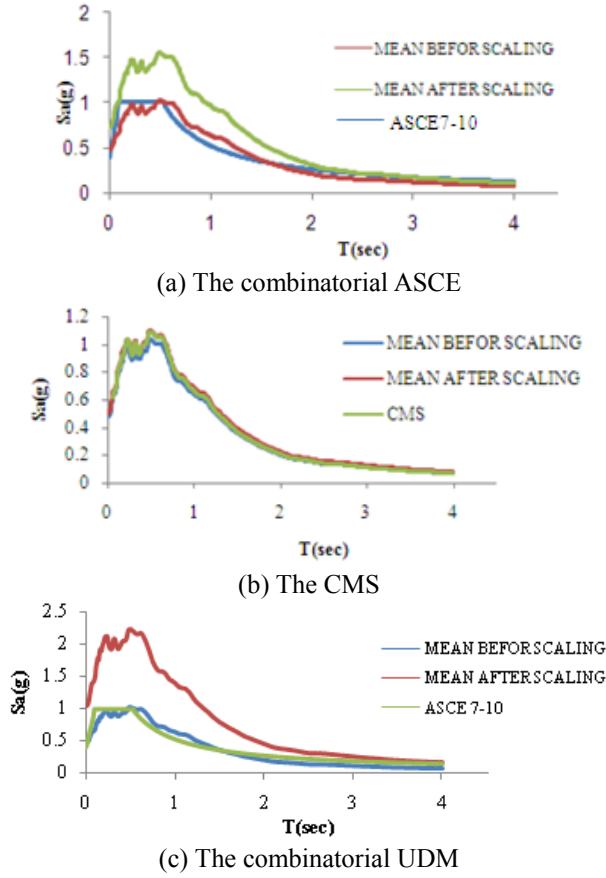 2
1.5
1
0.5
0
Sa(g)
MEAN BEFOR SCALING
MEAN AFTER SCALING
ASCE 7-10
0 1 2 3 4
T(sec)
(a) The combinatorial ASCE
1.2
1
0.8
0.6
0.4
0.2
0
Sa(g)
MEAN BEFOR SCALING
MEAN AFTER SCALING
CMS
0 1 2 3 4
T(sec)
(b) The CMS
2.5
2
1.5
1
0.5
0
Sa(g)
MEAN BEFOR SCALING
MEAN AFTER SCALING
ASCE 7-10
0 1 2 3 4
T(sec)
(c) The combinatorial UDM